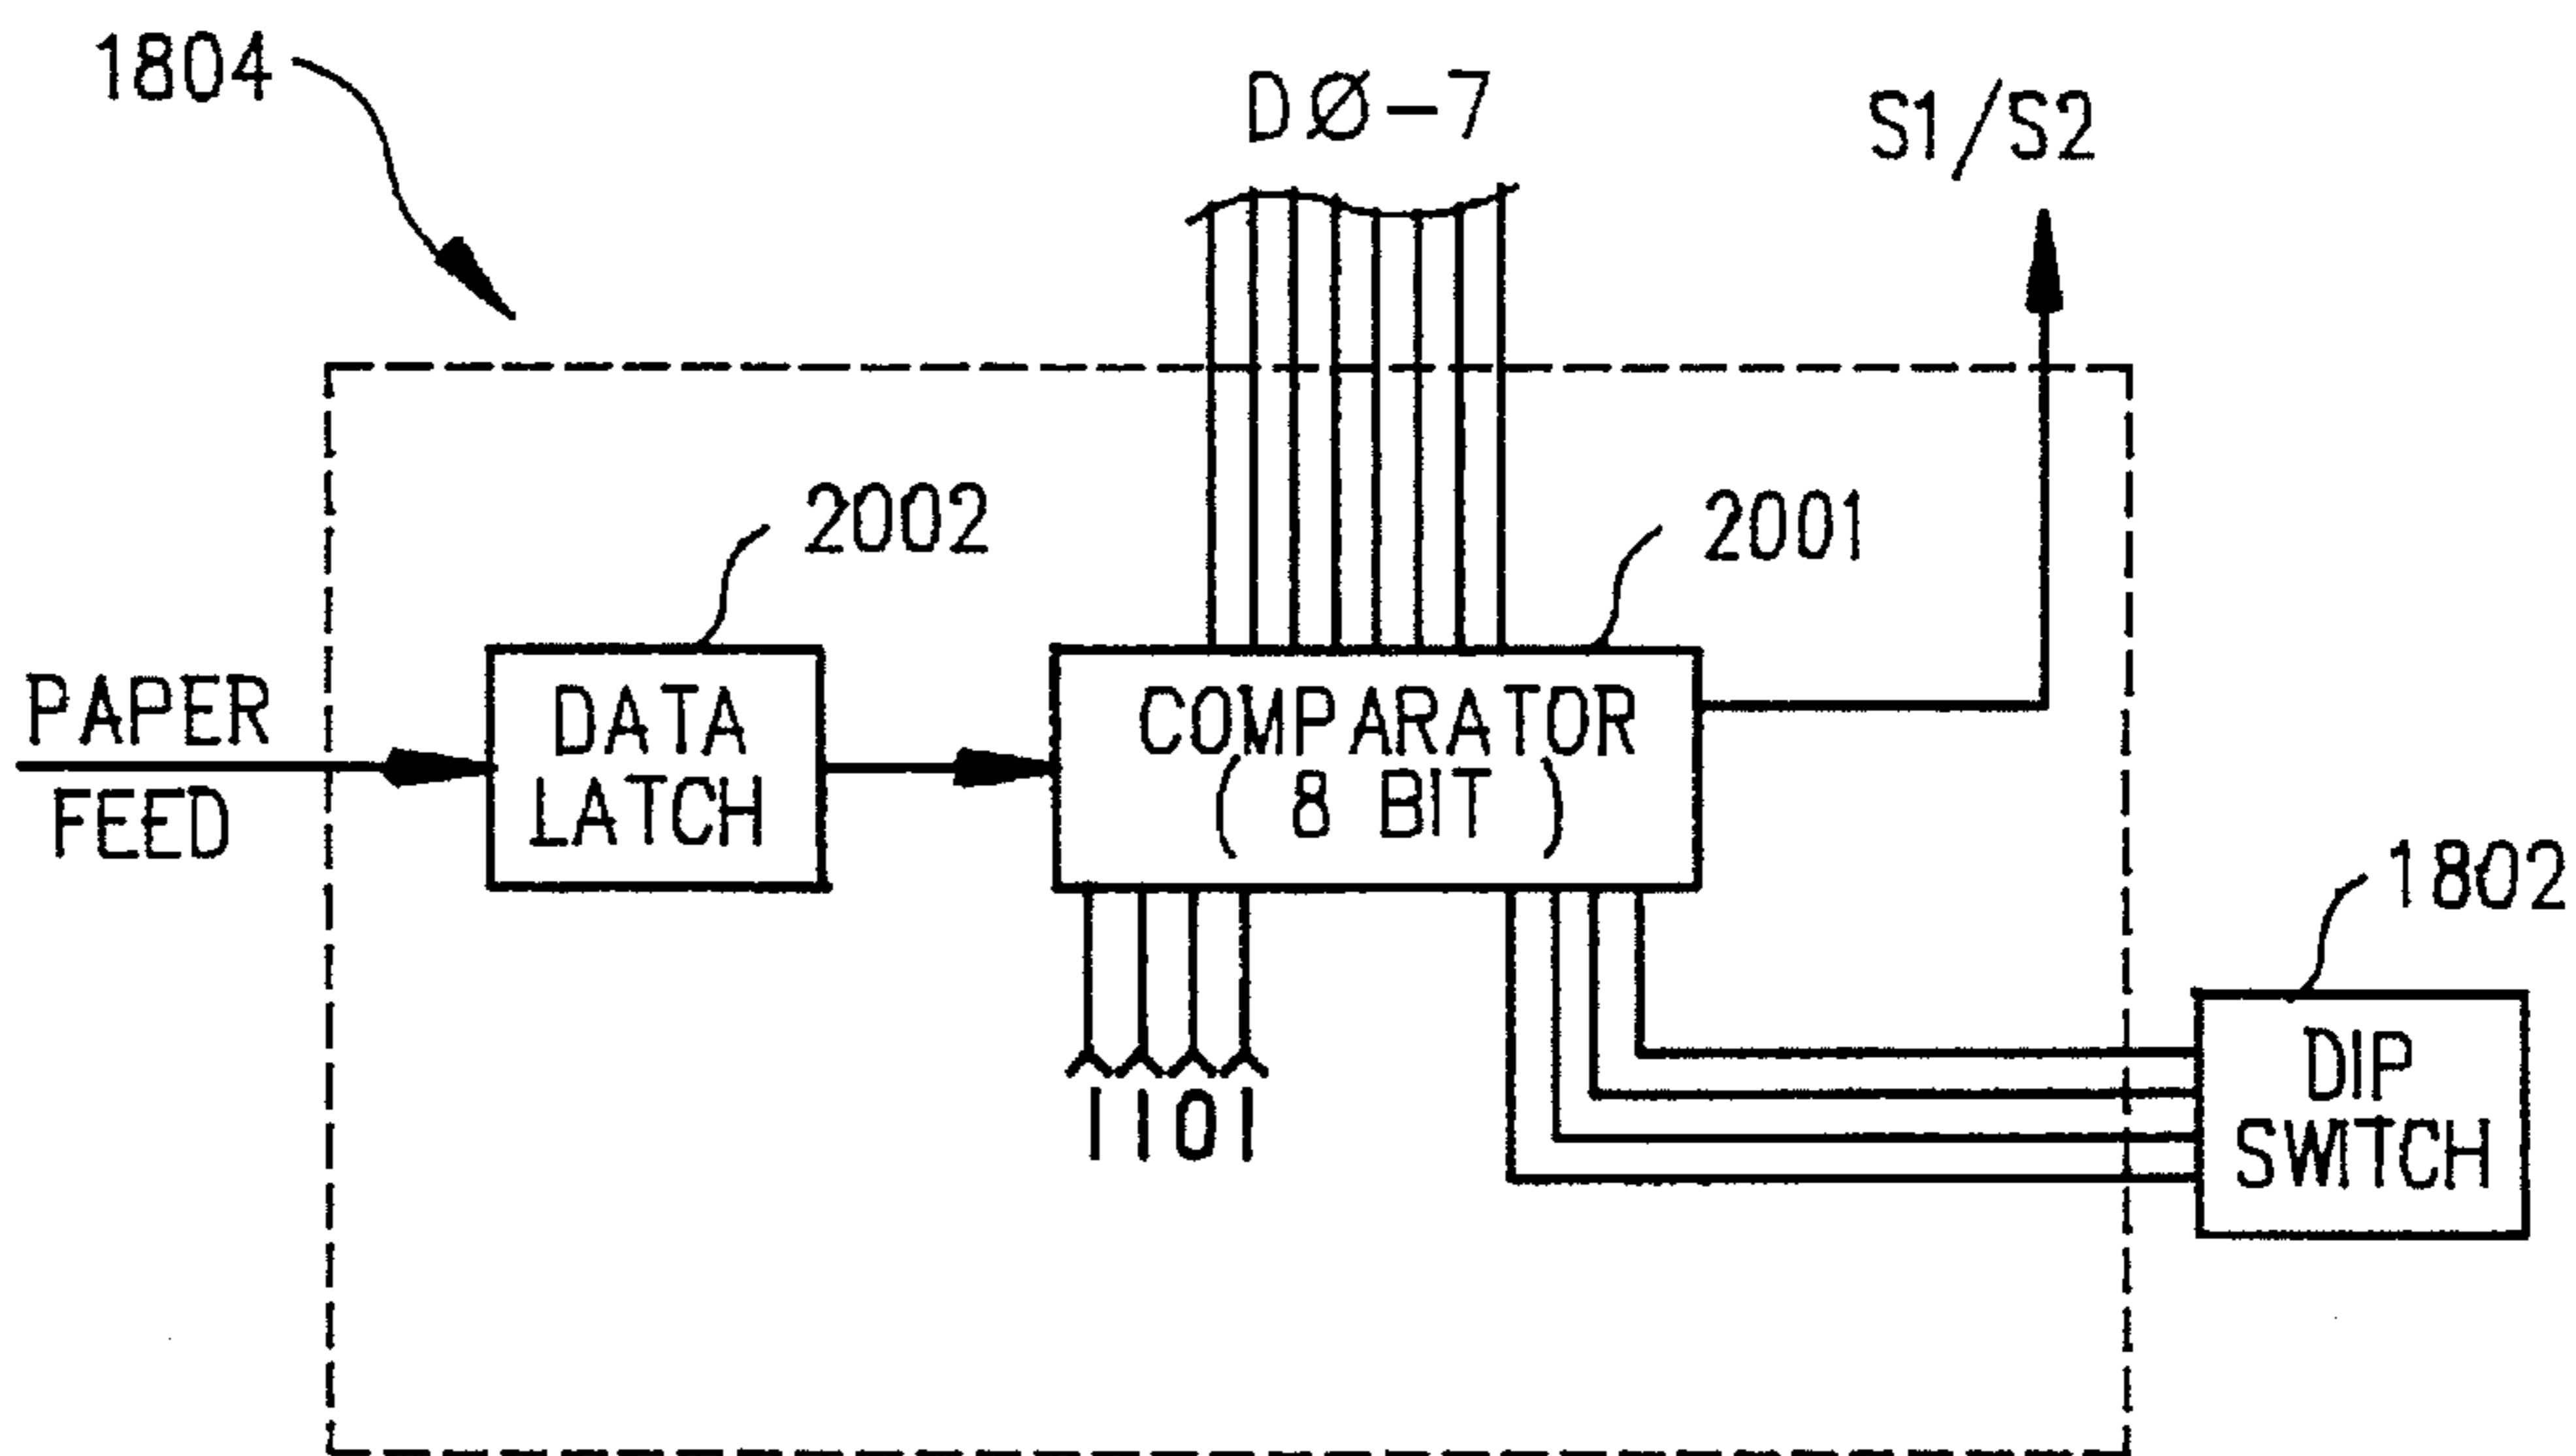 1804
DØ-7
S1/S2
2002
2001
PAPER
FEED
DATA
LATCH
COMPARATOR
( 8 BIT )
1802
1101
DIP
SWITCH